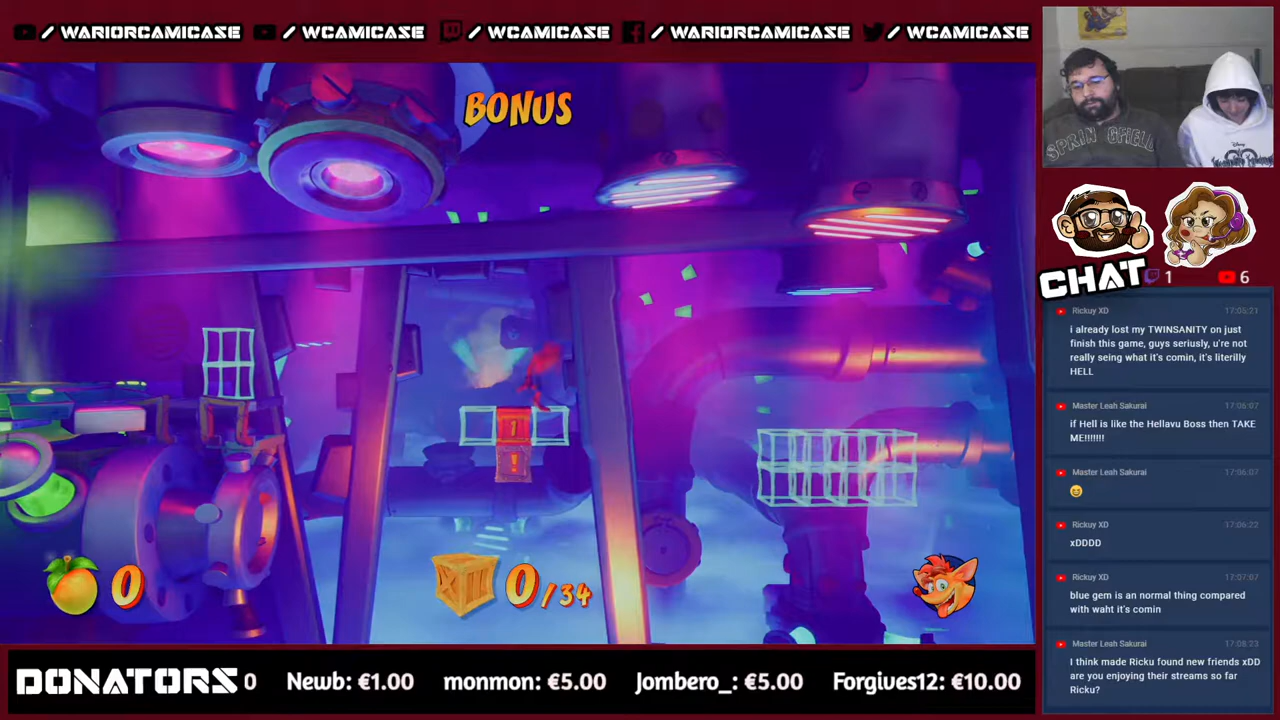 / WARIORCAMICASE / WCAMICASE / WCAMICASE / WARIORCAMICASE / WCAMICASE
BONUS
1
!
0
0/34
CHAT 1 6
Rickuy XD 17:05:21
i already lost my TWINSANITY on just
finish this game, guys seriusly, u're not
really seing what it's comin, it's literilly
HELL
Master Leah Sakurai 17:06:07
if Hell is like the Hellavu Boss then TAKE
ME!!!!!!!
Master Leah Sakurai 17:06:07
😆
Rickuy XD 17:06:22
xDDDD
Rickuy XD 17:07:07
blue gem is an normal thing compared
with waht it's comin
Master Leah Sakurai 17:08:23
I think made Ricku found new friends xDD
are you enjoying their streams so far
Ricku?
DONATORS 0 Newb: €1.00 monmon: €5.00 Jombero_: €5.00 Forgives12: €10.00